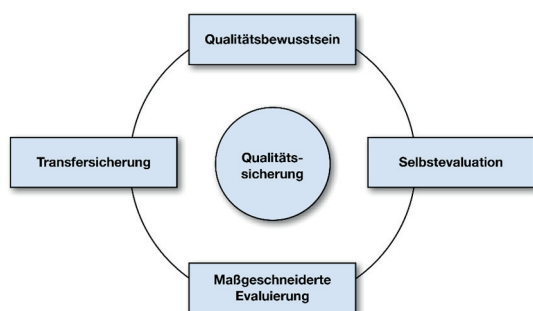 Qualitätsbewusstsein
Transfersicherung
Qualitäts-
sicherung
Selbstevaluation
Maßgeschneiderte
Evaluierung